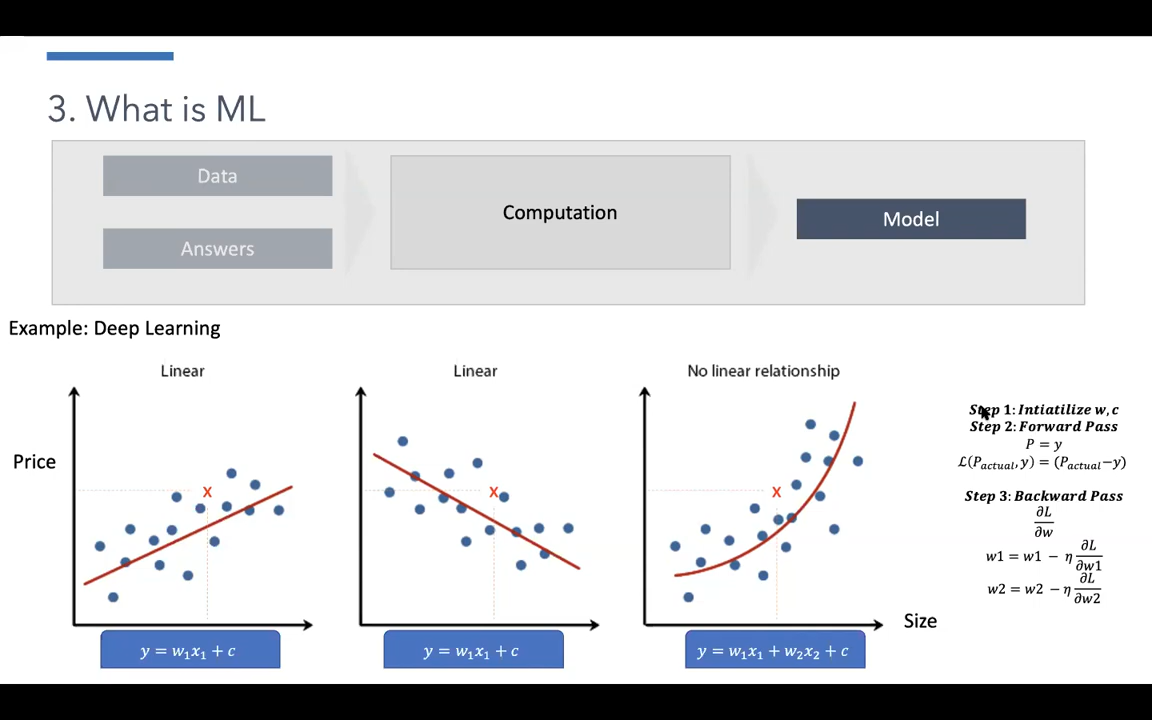 3. What is ML
Data
Answers
Computation
Model
Example: Deep Learning
Linear
Linear
No linear relationship
Price
X
X
X
Size
y = w₁x₁ + c
y = w₁x₁ + c
y = w₁x₁ + w₂x₂ + c
Step 1: Intiatilize w, c
Step 2: Forward Pass
P = y
ℒ(P_actual, y) = (P_actual−y)
Step 3: Backward Pass
∂L
∂w
w1 = w1 − η ∂L/∂w1
w2 = w2 − η ∂L/∂w2